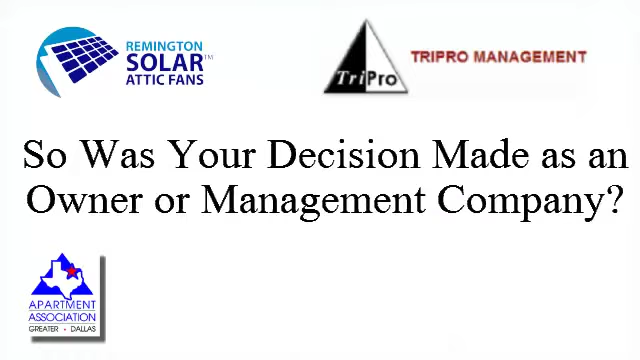 REMINGTON
SOLAR™
ATTIC FANS
TriPro
TRIPRO MANAGEMENT
So Was Your Decision Made as an
Owner or Management Company?
APARTMENT
ASSOCIATION
GREATER • DALLAS